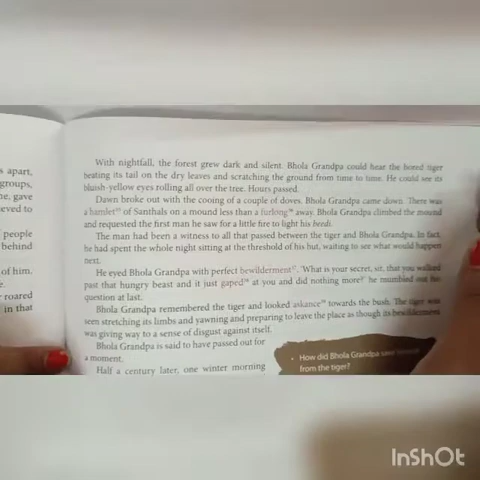 s apart,
groups,
ne, gave
eved to
people
behind
of him.
e.
r roared
in that
With nightfall, the forest grew dark and silent. Bhola Grandpa could hear the bored tiger
beating its tail on the dry leaves and scratching the ground from time to time. He could see its
bluish-yellow eyes rolling all over the tree. Hours passed.
Dawn broke out with the cooing of a couple of doves. Bhola Grandpa came down. There was
a hamlet of Santhals on a mound less than a furlong away. Bhola Grandpa climbed the mound
and requested the first man he saw for a little fire to light his beedi.
The man had been a witness to all that passed between the tiger and Bhola Grandpa. In fact,
he had spent the whole night sitting at the threshold of his hut, waiting to see what would happen
next.
He eyed Bhola Grandpa with perfect bewilderment. 'What is your secret, sir, that you walked
past that hungry beast and it just gaped at you and did nothing more?' he mumbled out his
question at last.
Bhola Grandpa remembered the tiger and looked askance towards the bush. The tiger was
seen stretching its limbs and yawning and preparing to leave the place as though its bewilderment
was giving way to a sense of disgust against itself.
Bhola Grandpa is said to have passed out for
a moment.
Half a century later, one winter morning
• How did Bhola Grandpa save himself
from the tiger?
InShOt